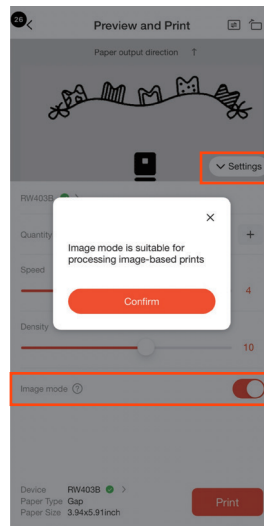 26
Preview and Print
Paper output direction ↑
Settings
RW403B
Quantity
+
Image mode is suitable for
processing image-based prints
Speed
4
Confirm
Density
10
Image mode ?
Device RW403B
Paper Type Gap
Paper Size 3.94x5.91inch
Print